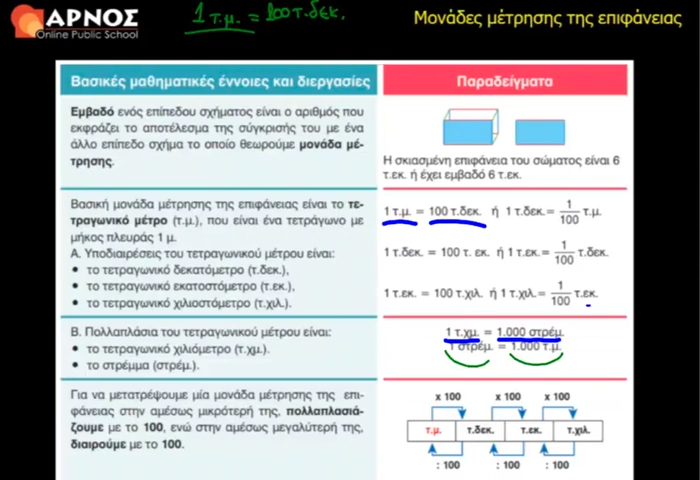 ΑΡΝΟΣ
Online Public School
1 τ.μ. = 100 τ.δεκ.
Μονάδες μέτρησης της επιφάνειας
Βασικές μαθηματικές έννοιες και διεργασίες
Παραδείγματα
Εμβαδό ενός επίπεδου σχήματος είναι ο αριθμός που
εκφράζει το αποτέλεσμα της σύγκρισής του με ένα
άλλο επίπεδο σχήμα το οποίο θεωρούμε μονάδα μέ-
τρησης.
Η σκιασμένη επιφάνεια του σώματος είναι 6
τ.εκ. ή έχει εμβαδό 6 τ.εκ.
Βασική μονάδα μέτρησης της επιφάνειας είναι το τε-
τραγωνικό μέτρο (τ.μ.), που είναι ένα τετράγωνο με
μήκος πλευράς 1 μ.
Α. Υποδιαιρέσεις του τετραγωνικού μέτρου είναι:
• το τετραγωνικό δεκατόμετρο (τ.δεκ.),
• το τετραγωνικό εκατοστόμετρο (τ.εκ.),
• το τετραγωνικό χιλιοστόμετρο (τ.χιλ.).
1 τ.μ. = 100 τ.δεκ. ή 1 τ.δεκ.= 1/100 τ.μ.
1 τ.δεκ. = 100 τ. εκ. ή 1 τ.εκ.= 1/100 τ.δεκ.
1 τ.εκ. = 100 τ.χιλ. ή 1 τ.χιλ.= 1/100 τ.εκ.
Β. Πολλαπλάσια του τετραγωνικού μέτρου είναι:
• το τετραγωνικό χιλιόμετρο (τ.χμ.).
• το στρέμμα (στρέμ.).
1 τ.χμ. = 1.000 στρέμ.
1 στρέμ. = 1.000 τ.μ.
Για να μετατρέψουμε μία μονάδα μέτρησης της επι-
φάνειας στην αμέσως μικρότερή της, πολλαπλασιά-
ζουμε με το 100, ενώ στην αμέσως μεγαλύτερή της,
διαιρούμε με το 100.
x 100 x 100 x 100
τ.μ. τ.δεκ. τ.εκ. τ.χιλ.
: 100 : 100 : 100